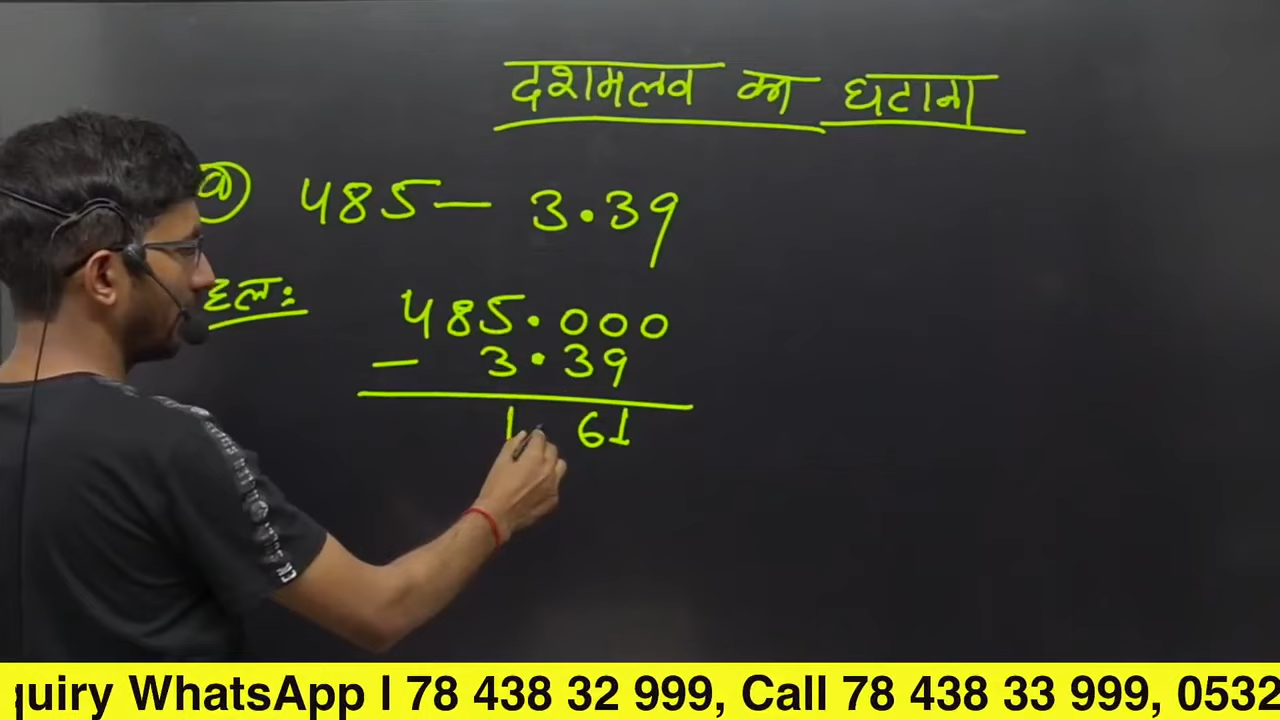 दशमलव का घटाना
485 — 3.39
हलः
485.000
— 3.39
1 61
quiry WhatsApp l 78 438 32 999, Call 78 438 33 999, 0532